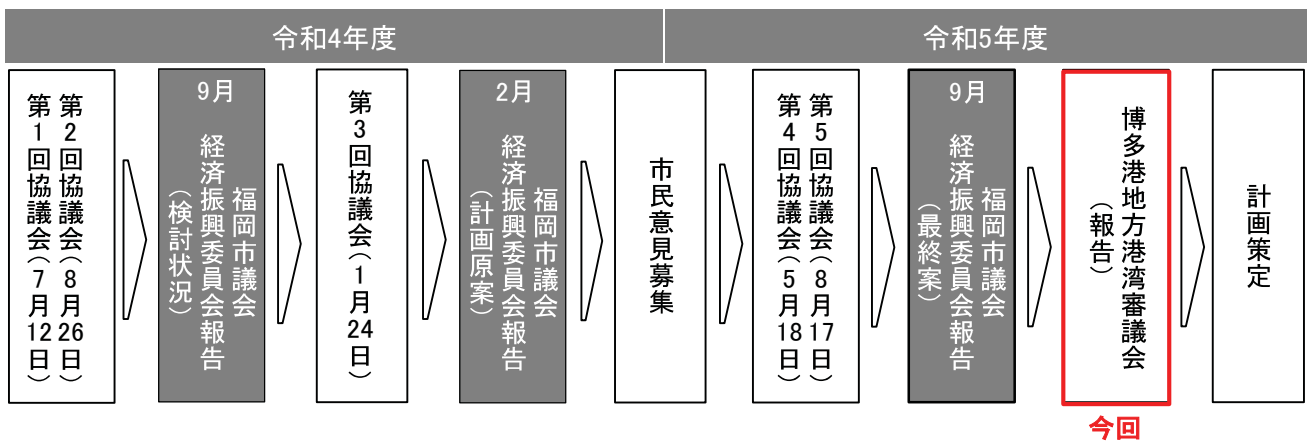 令和4年度
令和5年度
第1回協議会（7月12日）
第2回協議会（8月26日）
9月
福岡市議会
経済振興委員会報告
（検討状況）
第3回協議会（1月24日）
2月
福岡市議会
経済振興委員会報告
（計画原案）
市民意見募集
第4回協議会（5月18日）
第5回協議会（8月17日）
9月
福岡市議会
経済振興委員会報告
（最終案）
博多港地方港湾審議会
（報告）
計画策定
今回